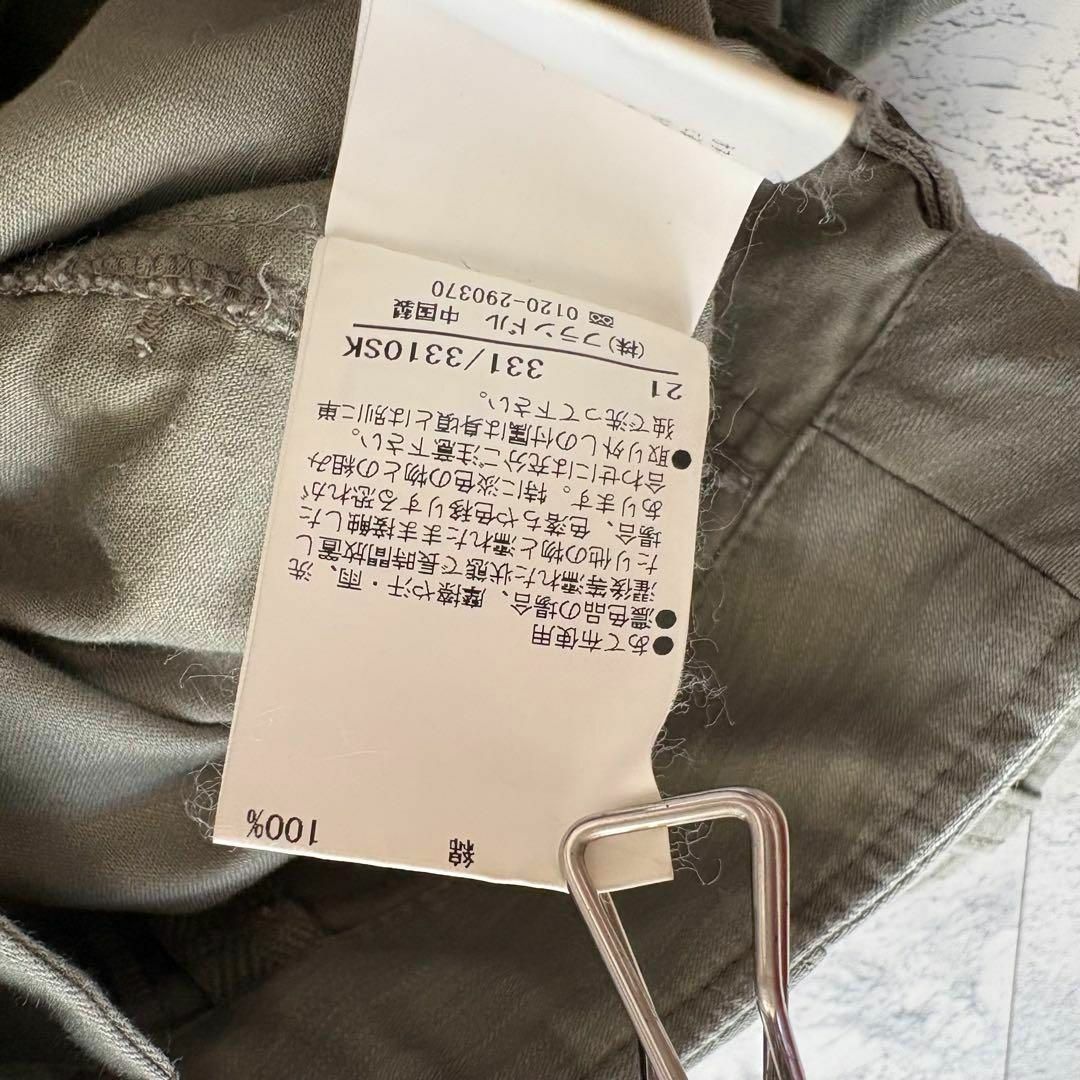 綿 100%
●あて布使用
●濃色品の場合、摩擦や汗・雨、洗
濯後等濡れた状態で長時間放置し
たり他の物と濡れたまま接触した
場合、色落ちや色移りする恐れが
あります。特に淡色の物との組み
合わせには充分ご注意下さい。
●取り外しの付属は身頃とは別に単
独で洗って下さい。
21 331/3310SK
(株)フランドル 中国製
0120-290370